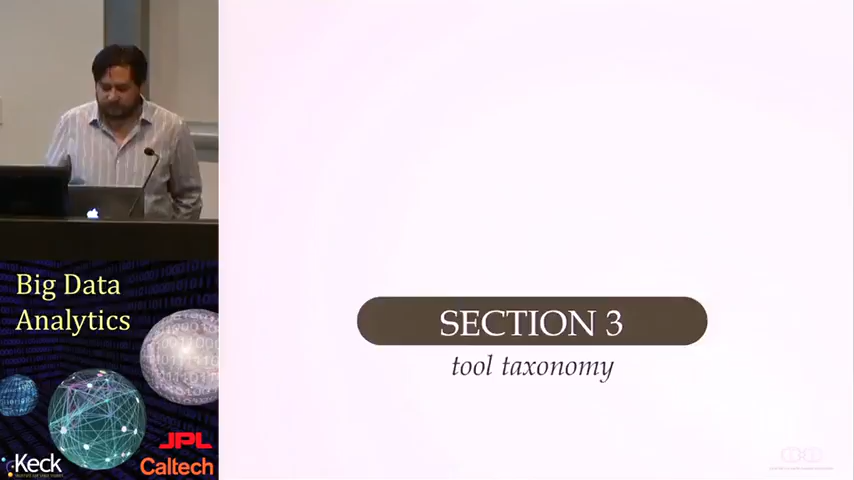 SECTION 3
tool taxonomy
Big Data
Analytics
JPL
Keck
Caltech